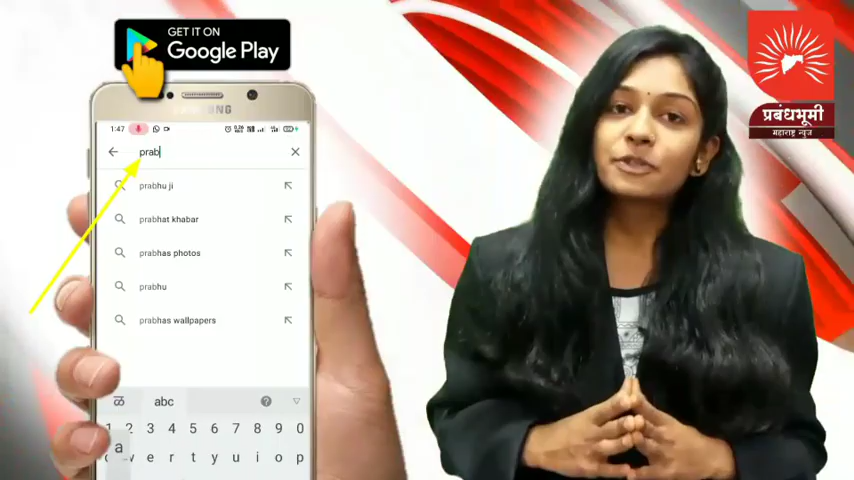 GET IT ON
Google Play
SAMSUNG
1:47
prab
prabhu ji
prabhat khabar
prabhas photos
prabhu
prabhas wallpapers
abc
1 2 3 4 5 6 7 8 9 0
w e r t y u i o p
a
प्रबंधभूमी
महाराष्ट्र न्यूज